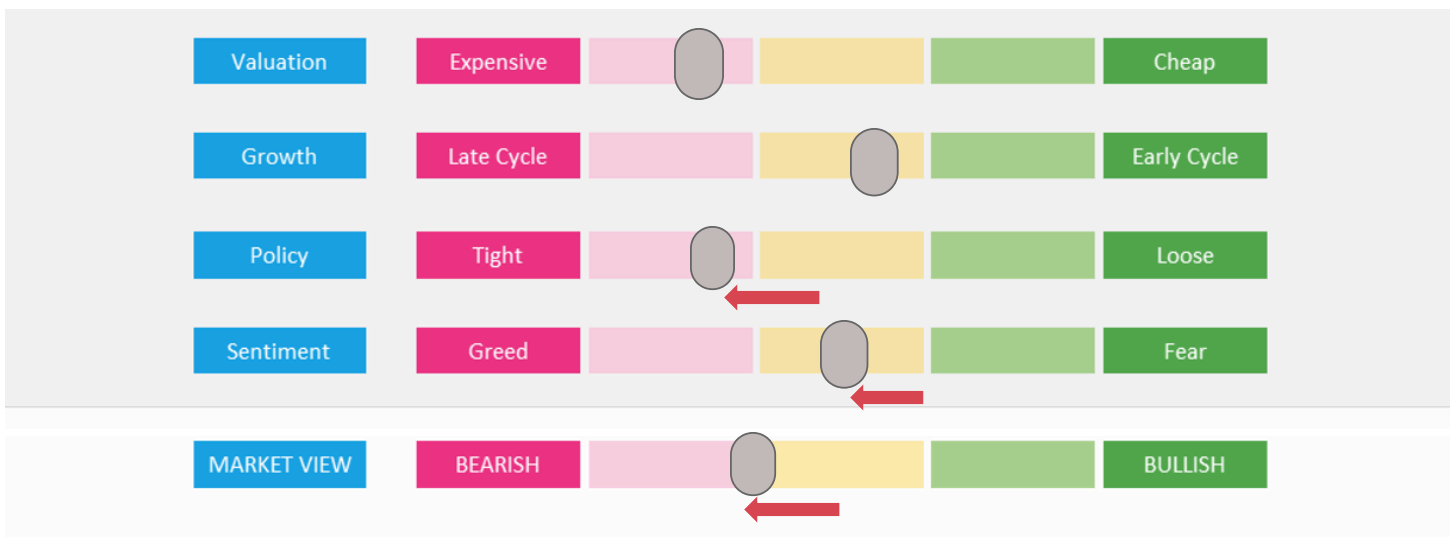 Valuation Expensive Cheap
Growth Late Cycle Early Cycle
Policy Tight Loose
Sentiment Greed Fear
MARKET VIEW BEARISH BULLISH